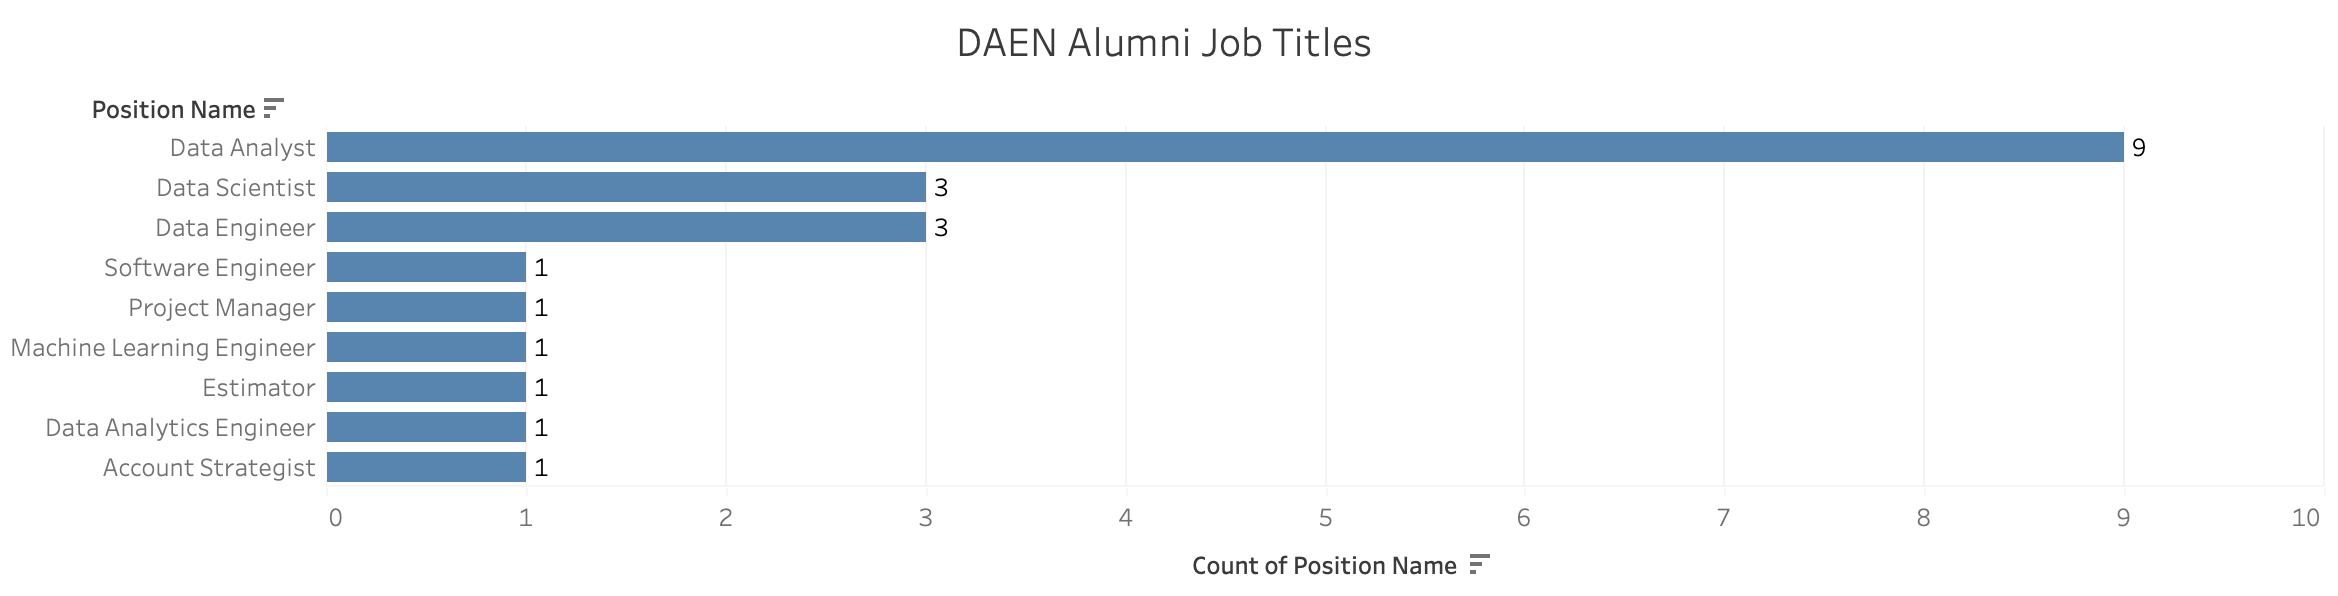 DAEN Alumni Job Titles
Position Name
Data Analyst 9
Data Scientist 3
Data Engineer 3
Software Engineer 1
Project Manager 1
Machine Learning Engineer 1
Estimator 1
Data Analytics Engineer 1
Account Strategist 1
0 1 2 3 4 5 6 7 8 9 10
Count of Position Name